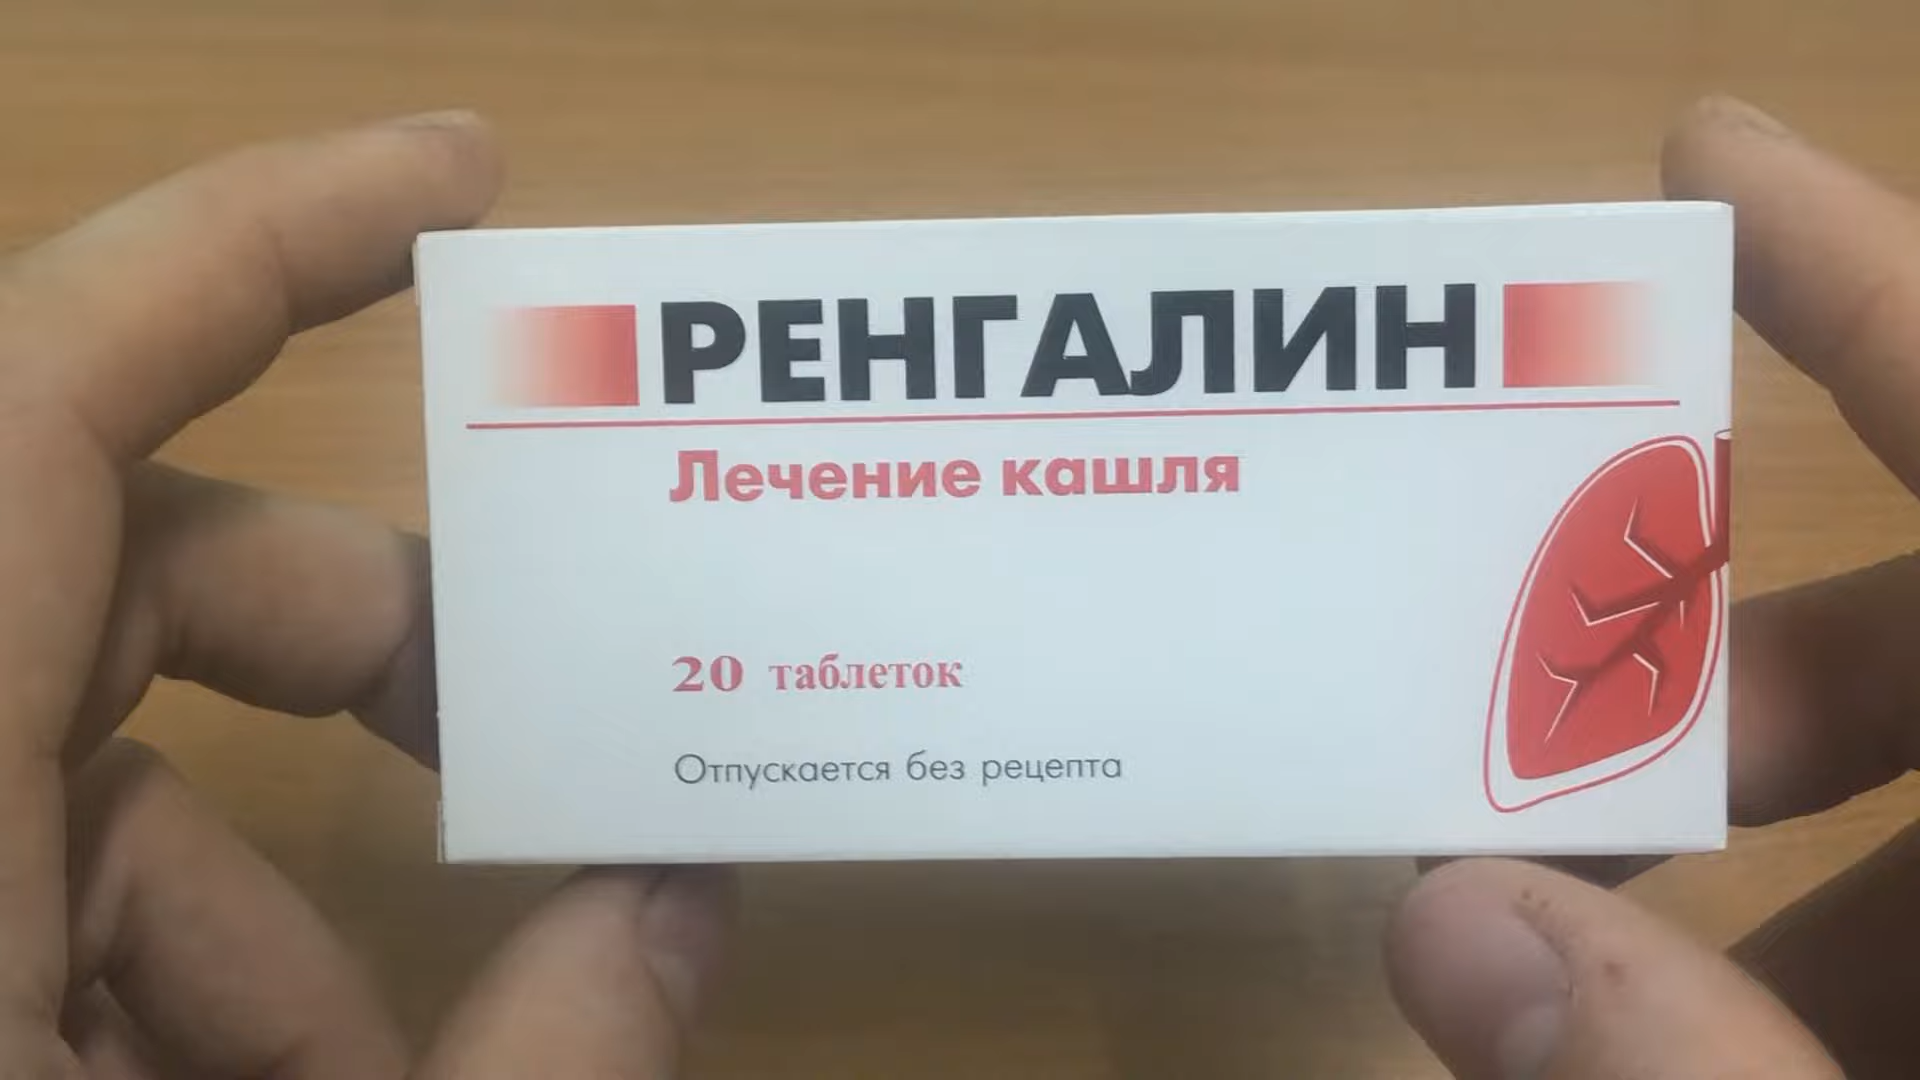 РЕНГАЛИН
Лечение кашля
20 таблеток
Отпускается без рецепта